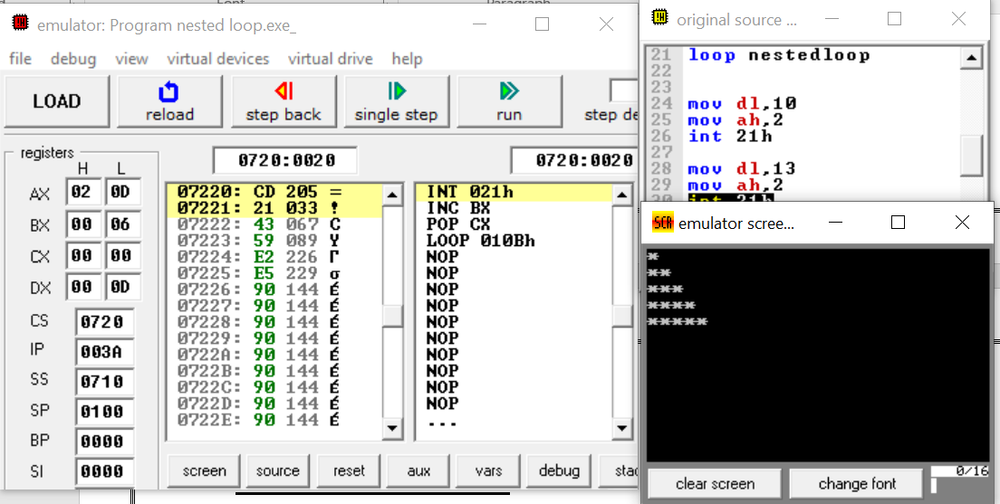 Font
Paragraph
emulator: Program nested loop.exe_
file debug view virtual devices virtual drive help
LOAD
reload
step back
single step
run
step de
registers
H L
AX 02 0D
BX 00 06
CX 00 00
DX 00 0D
CS 0720
IP 003A
SS 0710
SP 0100
BP 0000
SI 0000
0720:0020
0720:0020
07220: CD 205 =
07221: 21 033 !
07222: 43 067 C
07223: 59 089 Y
07224: E2 226 Γ
07225: E5 229 σ
07226: 90 144 É
07227: 90 144 É
07228: 90 144 É
07229: 90 144 É
0722A: 90 144 É
0722B: 90 144 É
0722C: 90 144 É
0722D: 90 144 É
0722E: 90 144 É
INT 021h
INC BX
POP CX
LOOP 010Bh
NOP
NOP
NOP
NOP
NOP
NOP
NOP
NOP
NOP
NOP
...
screen source reset aux vars debug stac
original source ...
21 loop nestedloop
22
23
24 mov dl,10
25 mov ah,2
26 int 21h
27
28 mov dl,13
29 mov ah,2
30 int 21h
SCR emulator scree...
*
**
***
****
*****
clear screen
change font
0/16